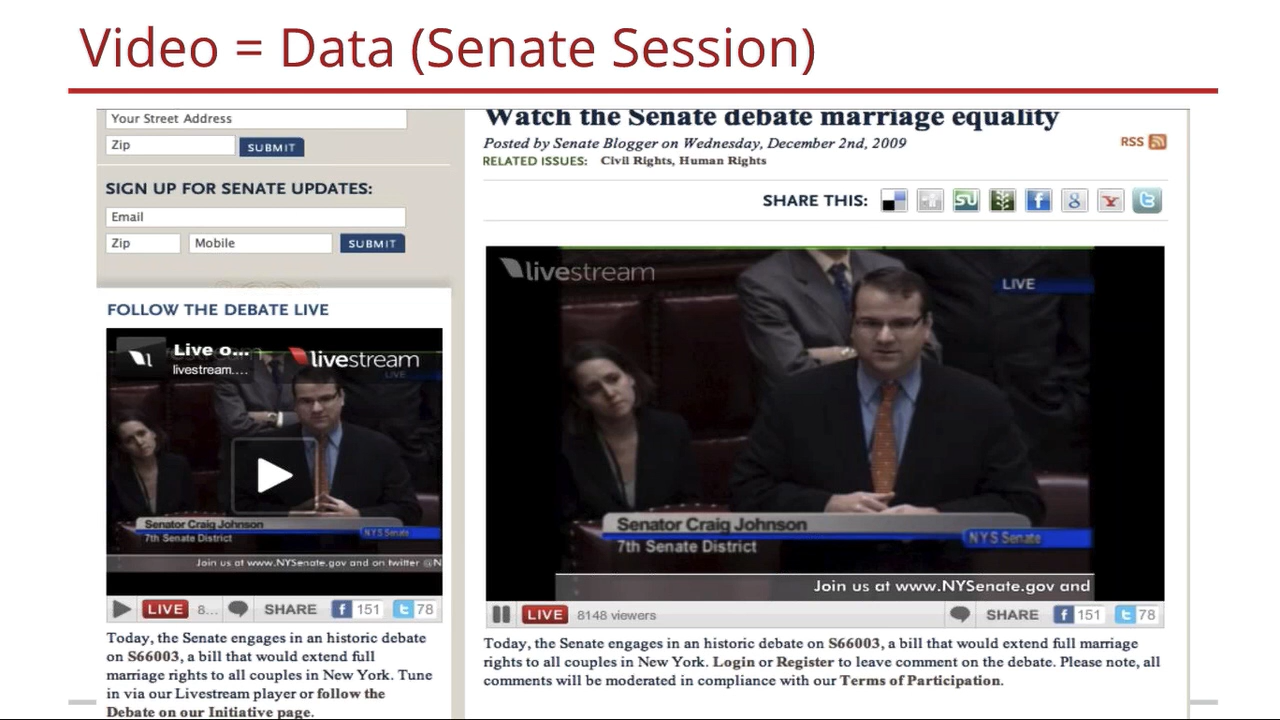 Video = Data (Senate Session)
Your Street Address
Zip
SUBMIT
SIGN UP FOR SENATE UPDATES:
Email
Zip
Mobile
SUBMIT
FOLLOW THE DEBATE LIVE
Live o...
livestream....
livestream
LIVE
Senator Craig Johnson
7th Senate District
NYS Senate
Join us at www.NYSenate.gov and on twitter @N
LIVE
8...
SHARE
151
78
Today, the Senate engages in an historic debate
on S66003, a bill that would extend full
marriage rights to all couples in New York. Tune
in via our Livestream player or follow the
Debate on our Initiative page.
Watch the Senate debate marriage equality
Posted by Senate Blogger on Wednesday, December 2nd, 2009
RSS
RELATED ISSUES: Civil Rights, Human Rights
SHARE THIS:
livestream
LIVE
Senator Craig Johnson
7th Senate District
NYS Senate
Join us at www.NYSenate.gov and
LIVE
8148 viewers
SHARE
151
78
Today, the Senate engages in an historic debate on S66003, a bill that would extend full marriage
rights to all couples in New York. Login or Register to leave comment on the debate. Please note, all
comments will be moderated in compliance with our Terms of Participation.